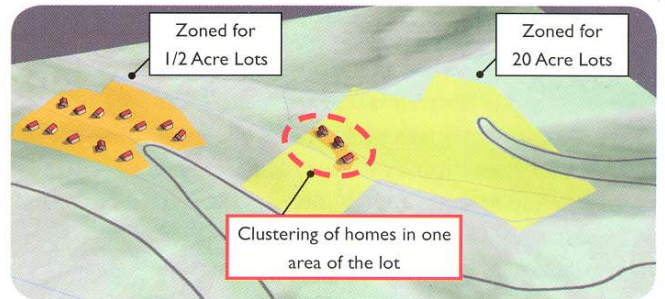 Zoned for
1/2 Acre Lots
Zoned for
20 Acre Lots
Clustering of homes in one
area of the lot